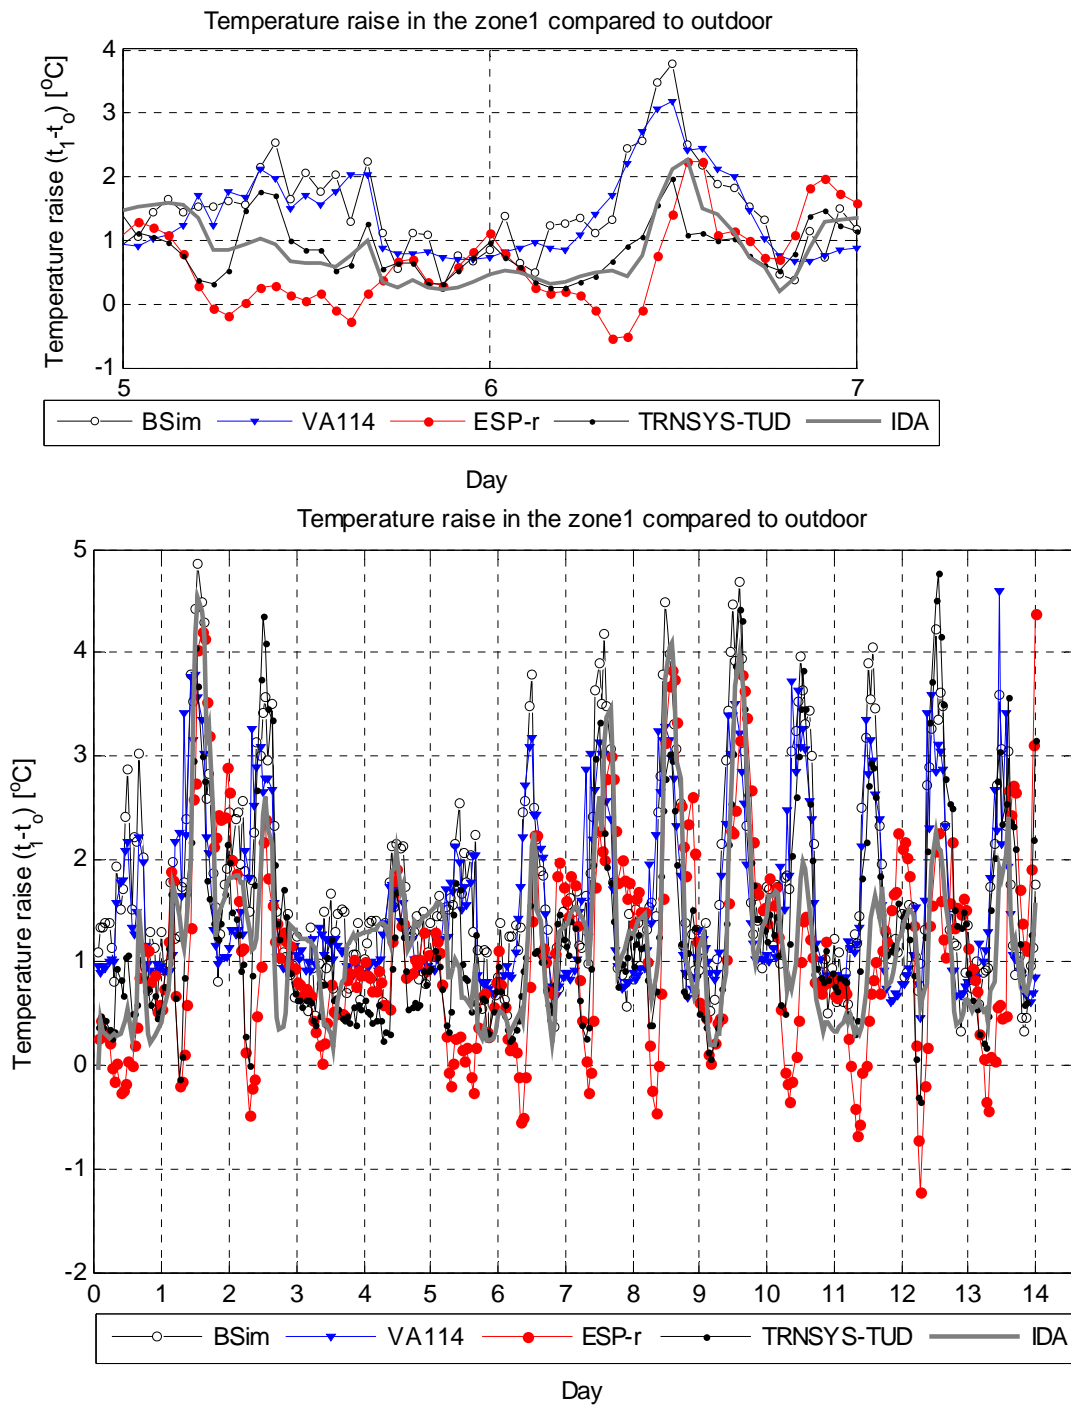 Temperature raise in the zone1 compared to outdoor
Temperature raise (t1-to) [oC]
4
3
2
1
0
-1
5 6 7
BSim VA114 ESP-r TRNSYS-TUD IDA
Day
Temperature raise in the zone1 compared to outdoor
Temperature raise (t1-to) [oC]
5
4
3
2
1
0
-1
-2
0 1 2 3 4 5 6 7 8 9 10 11 12 13 14
BSim VA114 ESP-r TRNSYS-TUD IDA
Day